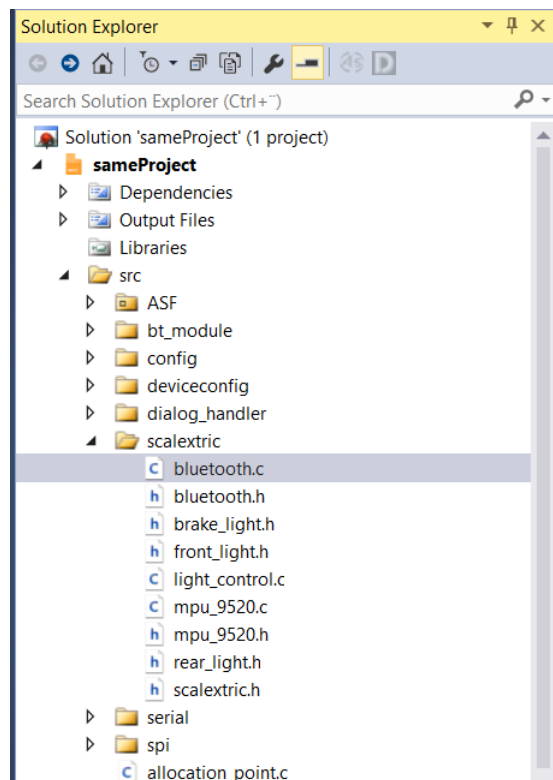 Solution Explorer
Search Solution Explorer (Ctrl+¨)
Solution 'sameProject' (1 project)
sameProject
Dependencies
Output Files
Libraries
src
ASF
bt_module
config
deviceconfig
dialog_handler
scalextric
c bluetooth.c
h bluetooth.h
h brake_light.h
h front_light.h
c light_control.c
c mpu_9520.c
h mpu_9520.h
h rear_light.h
h scalextric.h
serial
spi
c allocation_point.c